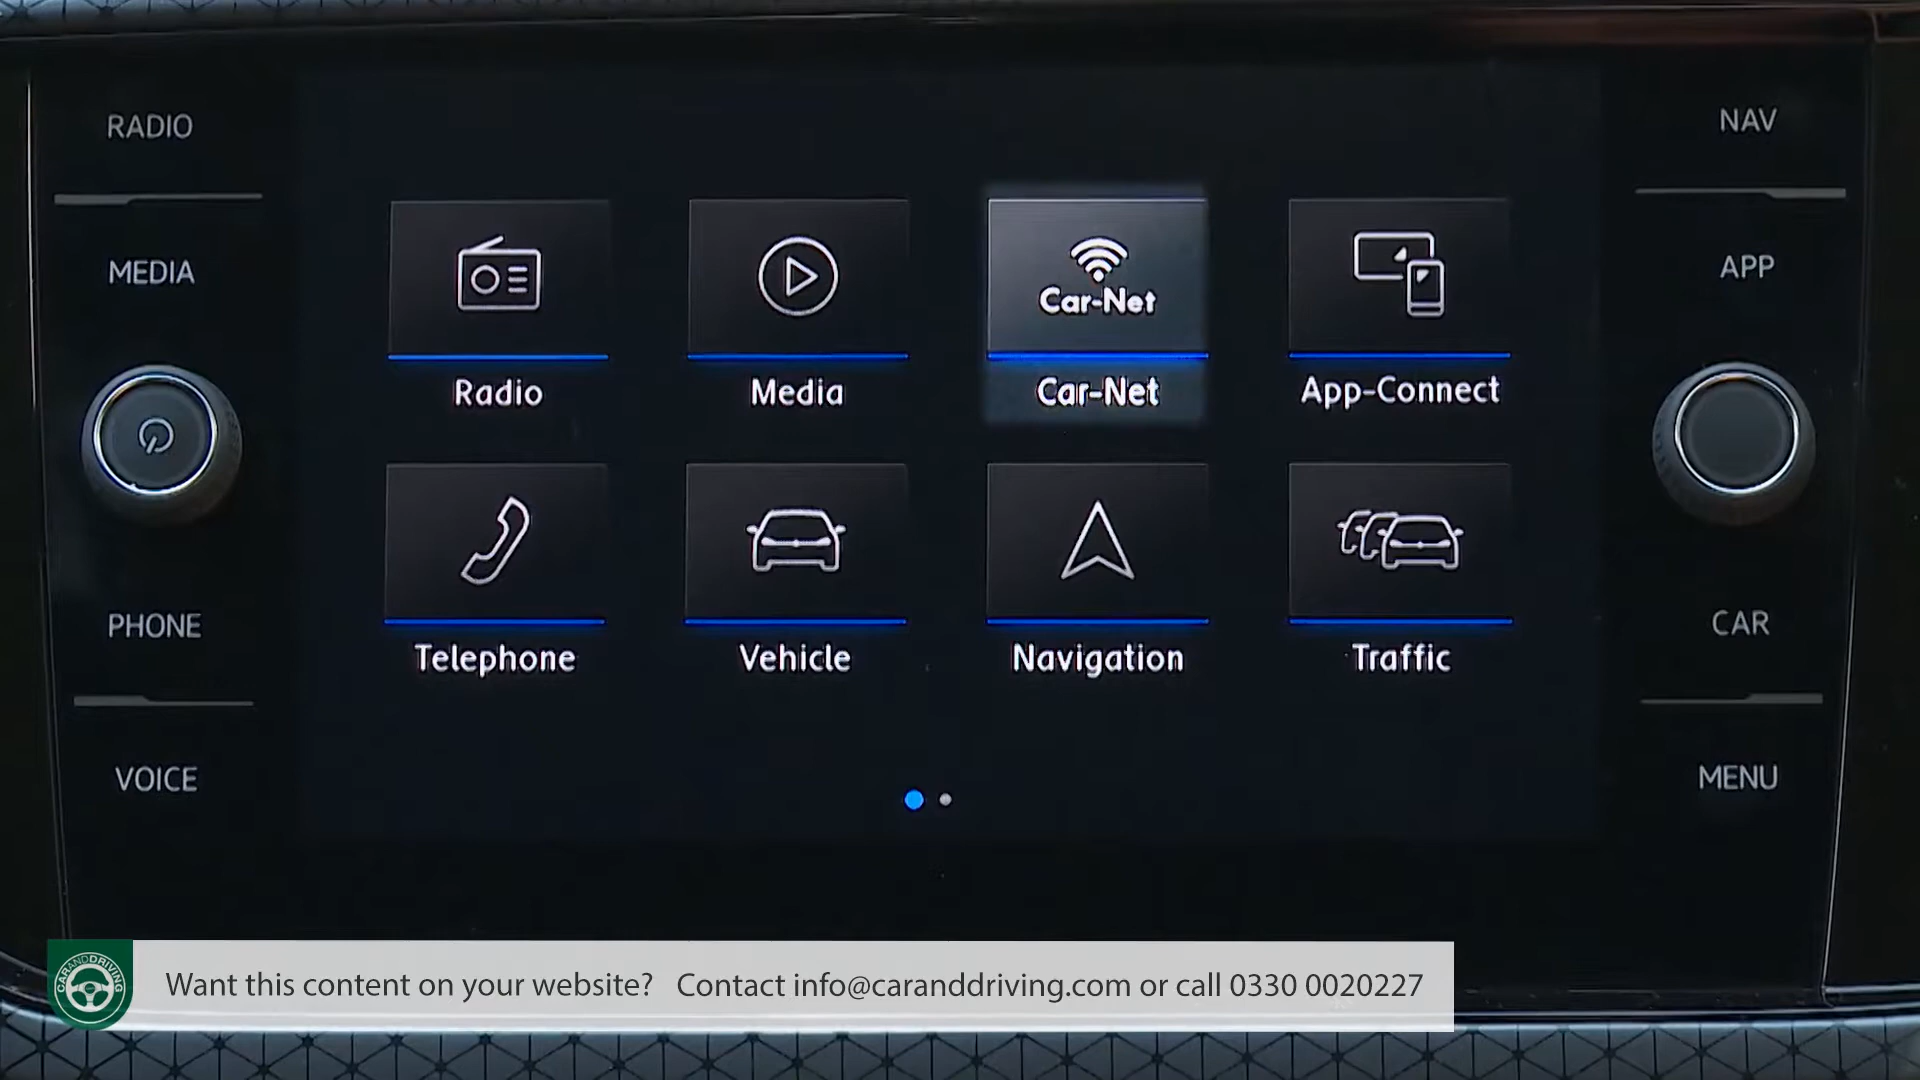 RADIO
NAV
MEDIA
APP
Car-Net
Radio
Media
Car-Net
App-Connect
PHONE
CAR
Telephone
Vehicle
Navigation
Traffic
VOICE
MENU
CARANDDRIVING
Want this content on your website? Contact info@caranddriving.com or call 0330 0020227